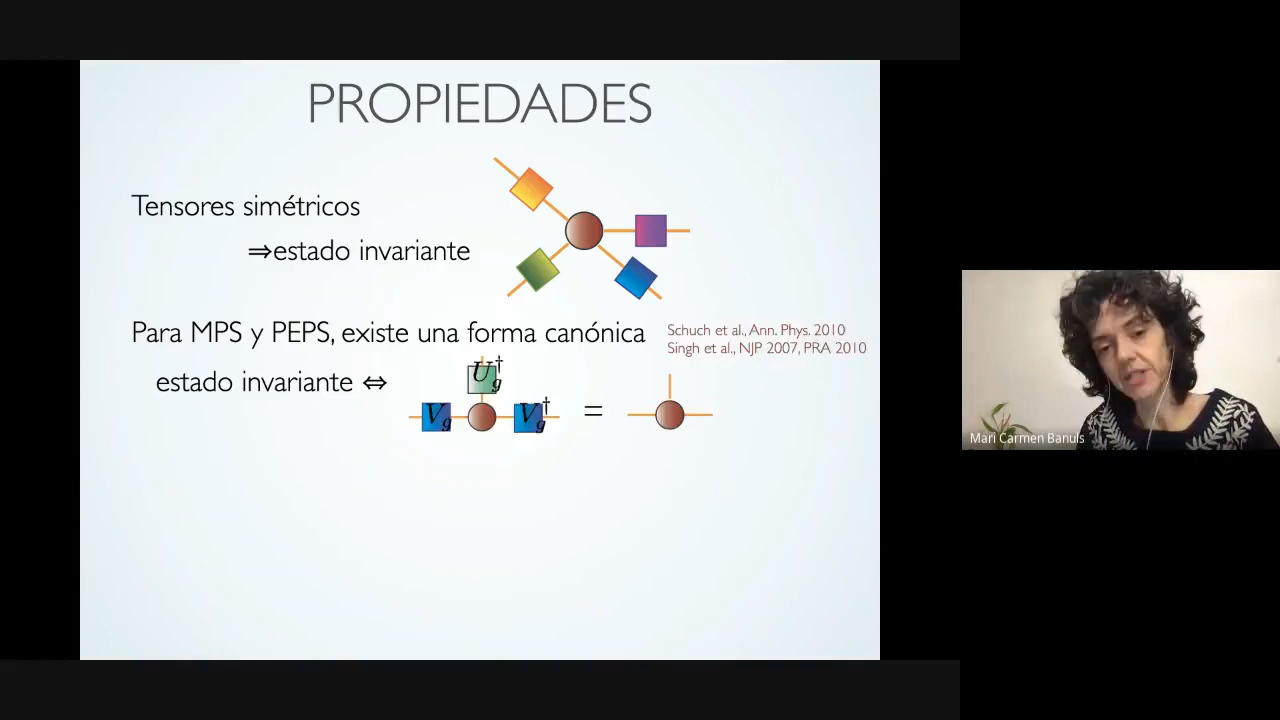 PROPIEDADES
Tensores simétricos
⇒estado invariante
Para MPS y PEPS, existe una forma canónica
Schuch et al., Ann. Phys. 2010
Singh et al., NJP 2007, PRA 2010
estado invariante ⇔
U_g^†
V_g V_g^† =
Mari Carmen Banuls